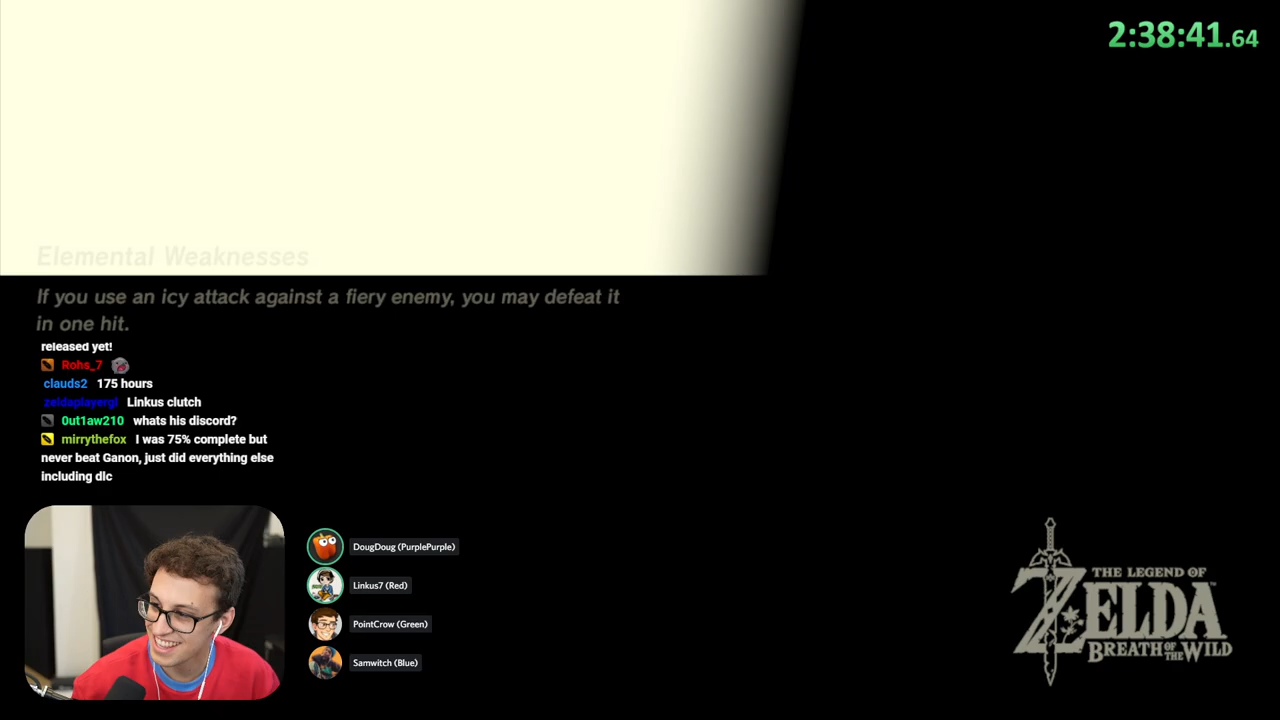 2:38:41.64
Elemental Weaknesses
If you use an icy attack against a fiery enemy, you may defeat it
in one hit.
released yet!
Rohs_7
clauds2 175 hours
zeldaplayergl Linkus clutch
0ut1aw210 whats his discord?
mirrythefox I was 75% complete but
never beat Ganon, just did everything else
including dlc
DougDoug (PurplePurple)
Linkus7 (Red)
PointCrow (Green)
Samwitch (Blue)
THE LEGEND OF
ZELDA™
BREATH OF THE WILD